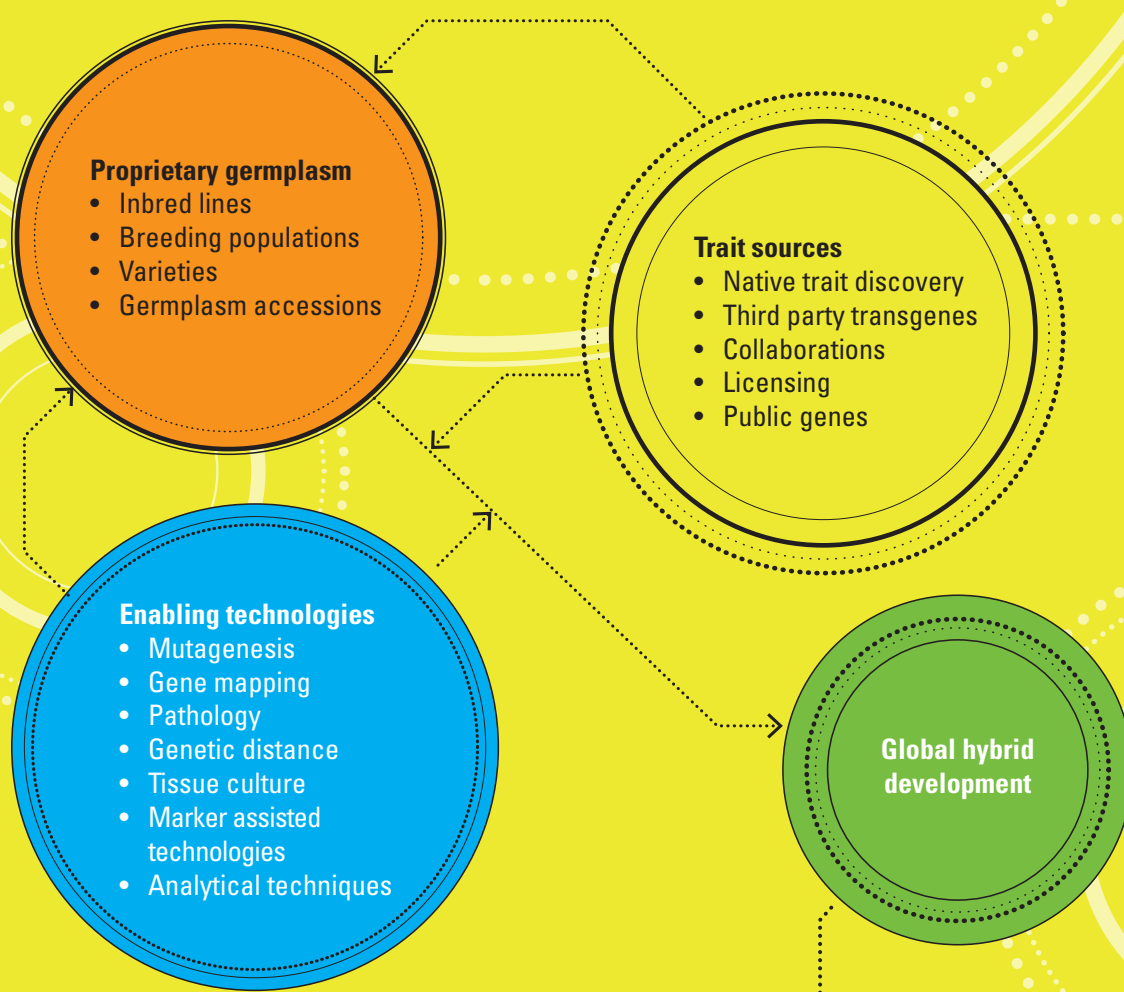 Proprietary germplasm
• Inbred lines
• Breeding populations
• Varieties
• Germplasm accessions
Trait sources
• Native trait discovery
• Third party transgenes
• Collaborations
• Licensing
• Public genes
Enabling technologies
• Mutagenesis
• Gene mapping
• Pathology
• Genetic distance
• Tissue culture
• Marker assisted
technologies
• Analytical techniques
Global hybrid
development